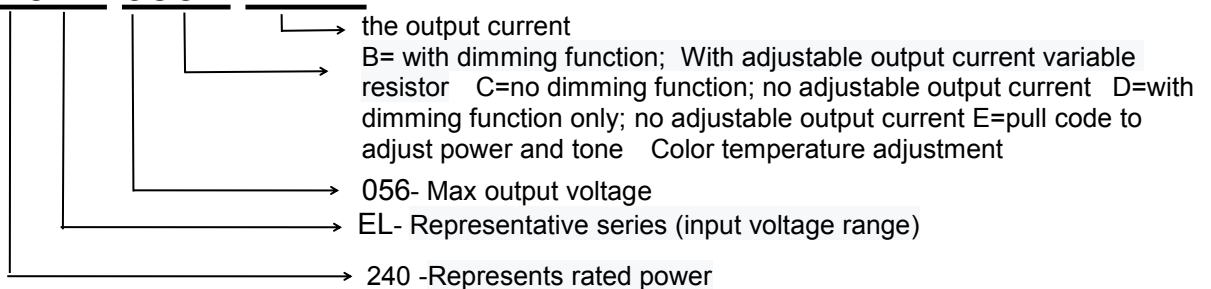 the output current
B= with dimming function; With adjustable output current variable
resistor C=no dimming function; no adjustable output current D=with
dimming function only; no adjustable output current E=pull code to
adjust power and tone Color temperature adjustment
056- Max output voltage
EL- Representative series (input voltage range)
240 -Represents rated power